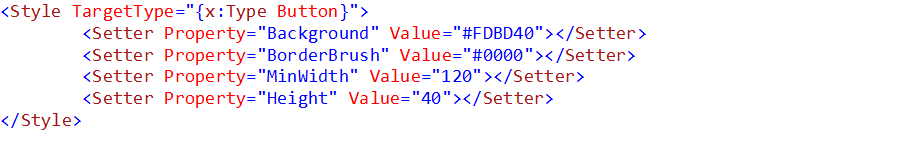 <Style TargetType="{x:Type Button}">
<Setter Property="Background" Value="#FDBD40"></Setter>
<Setter Property="BorderBrush" Value="#0000"></Setter>
<Setter Property="MinWidth" Value="120"></Setter>
<Setter Property="Height" Value="40"></Setter>
</Style>